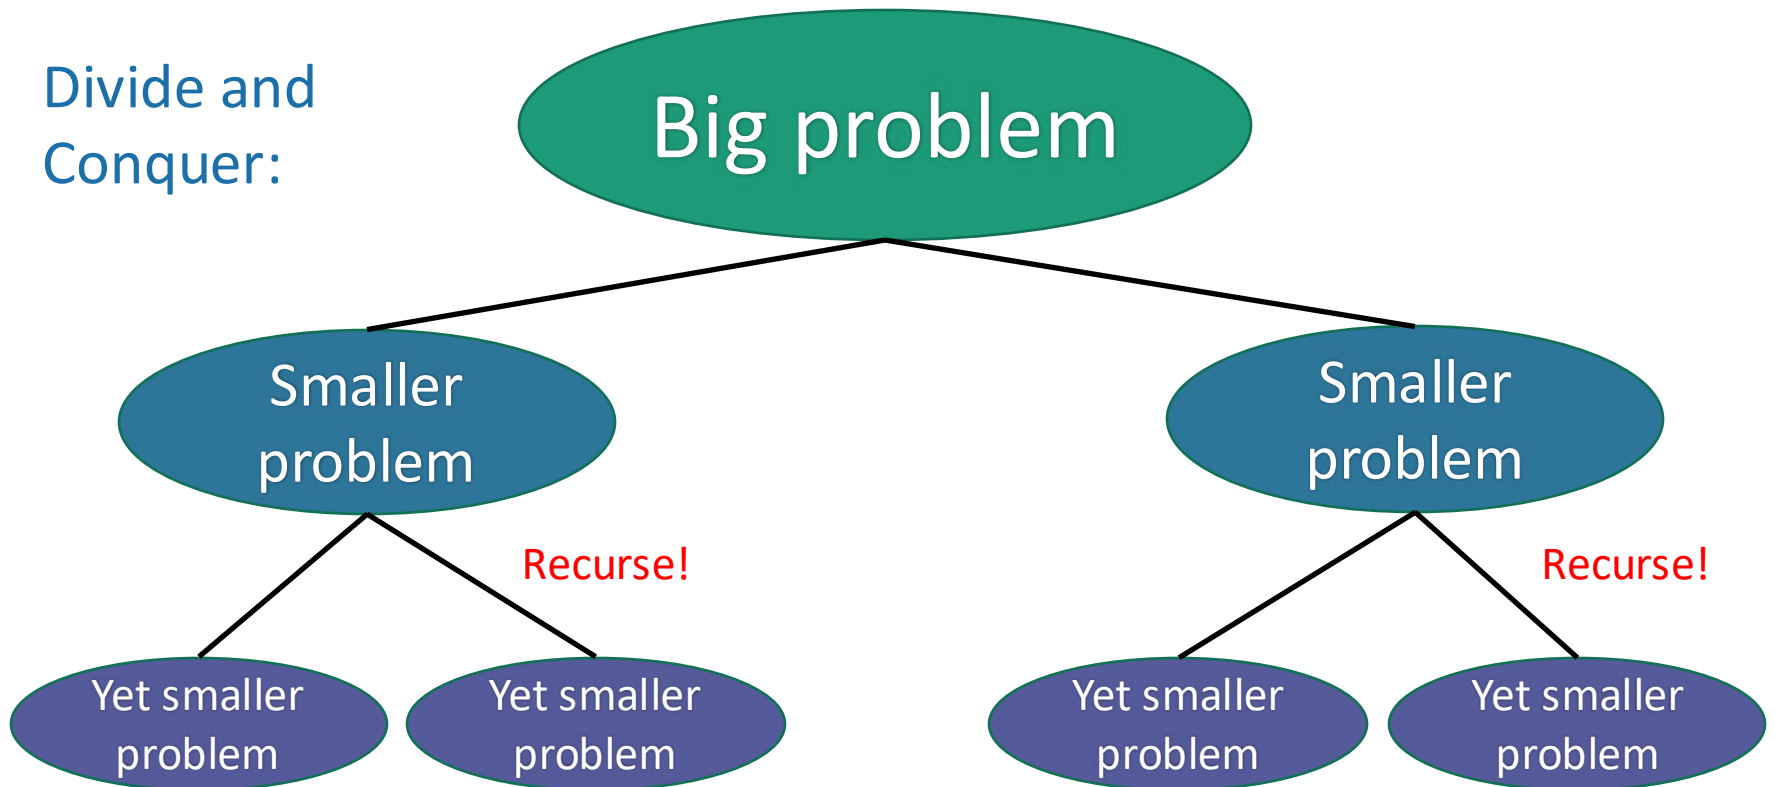 Divide and
Conquer:
Big problem
Smaller
problem
Smaller
problem
Recurse!
Recurse!
Yet smaller
problem
Yet smaller
problem
Yet smaller
problem
Yet smaller
problem